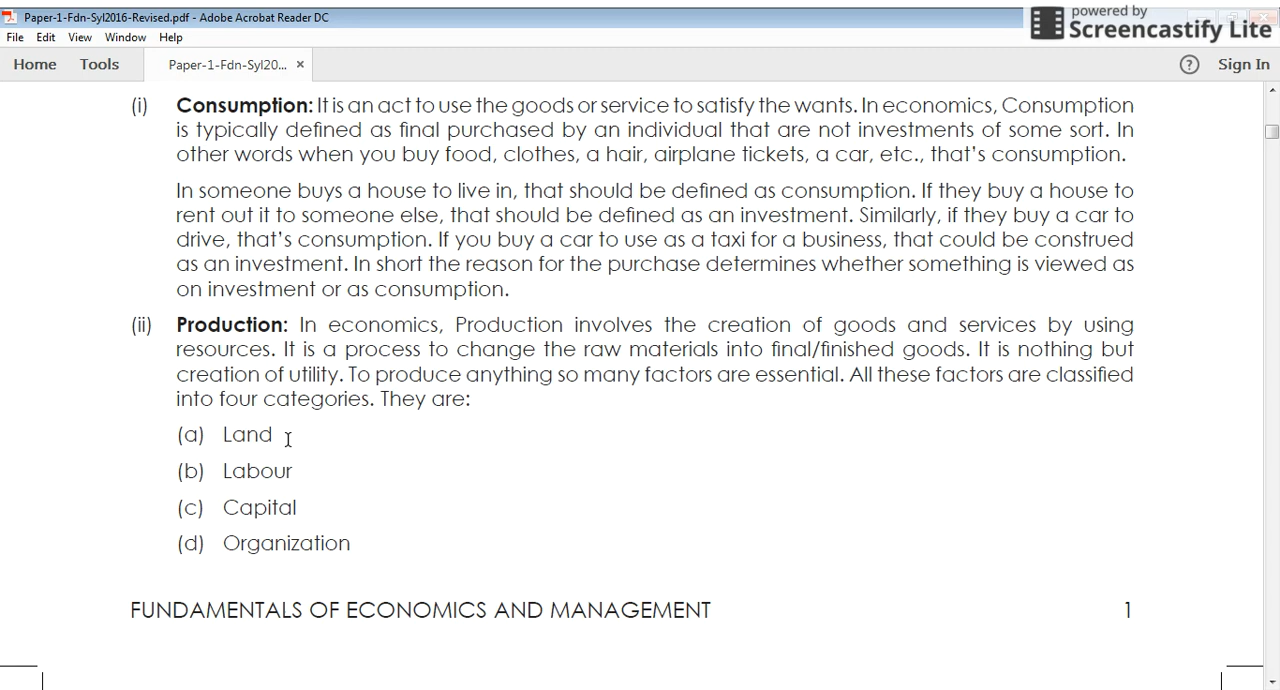 Paper-1-Fdn-Syl2016-Revised.pdf - Adobe Acrobat Reader DC
powered by
Screencastify Lite
File Edit View Window Help
Home Tools Paper-1-Fdn-Syl20... × ? Sign In
(i) Consumption: It is an act to use the goods or service to satisfy the wants. In economics, Consumption
is typically defined as final purchased by an individual that are not investments of some sort. In
other words when you buy food, clothes, a hair, airplane tickets, a car, etc., that's consumption.
In someone buys a house to live in, that should be defined as consumption. If they buy a house to
rent out it to someone else, that should be defined as an investment. Similarly, if they buy a car to
drive, that's consumption. If you buy a car to use as a taxi for a business, that could be construed
as an investment. In short the reason for the purchase determines whether something is viewed as
on investment or as consumption.
(ii) Production: In economics, Production involves the creation of goods and services by using
resources. It is a process to change the raw materials into final/finished goods. It is nothing but
creation of utility. To produce anything so many factors are essential. All these factors are classified
into four categories. They are:
(a) Land
(b) Labour
(c) Capital
(d) Organization
FUNDAMENTALS OF ECONOMICS AND MANAGEMENT 1